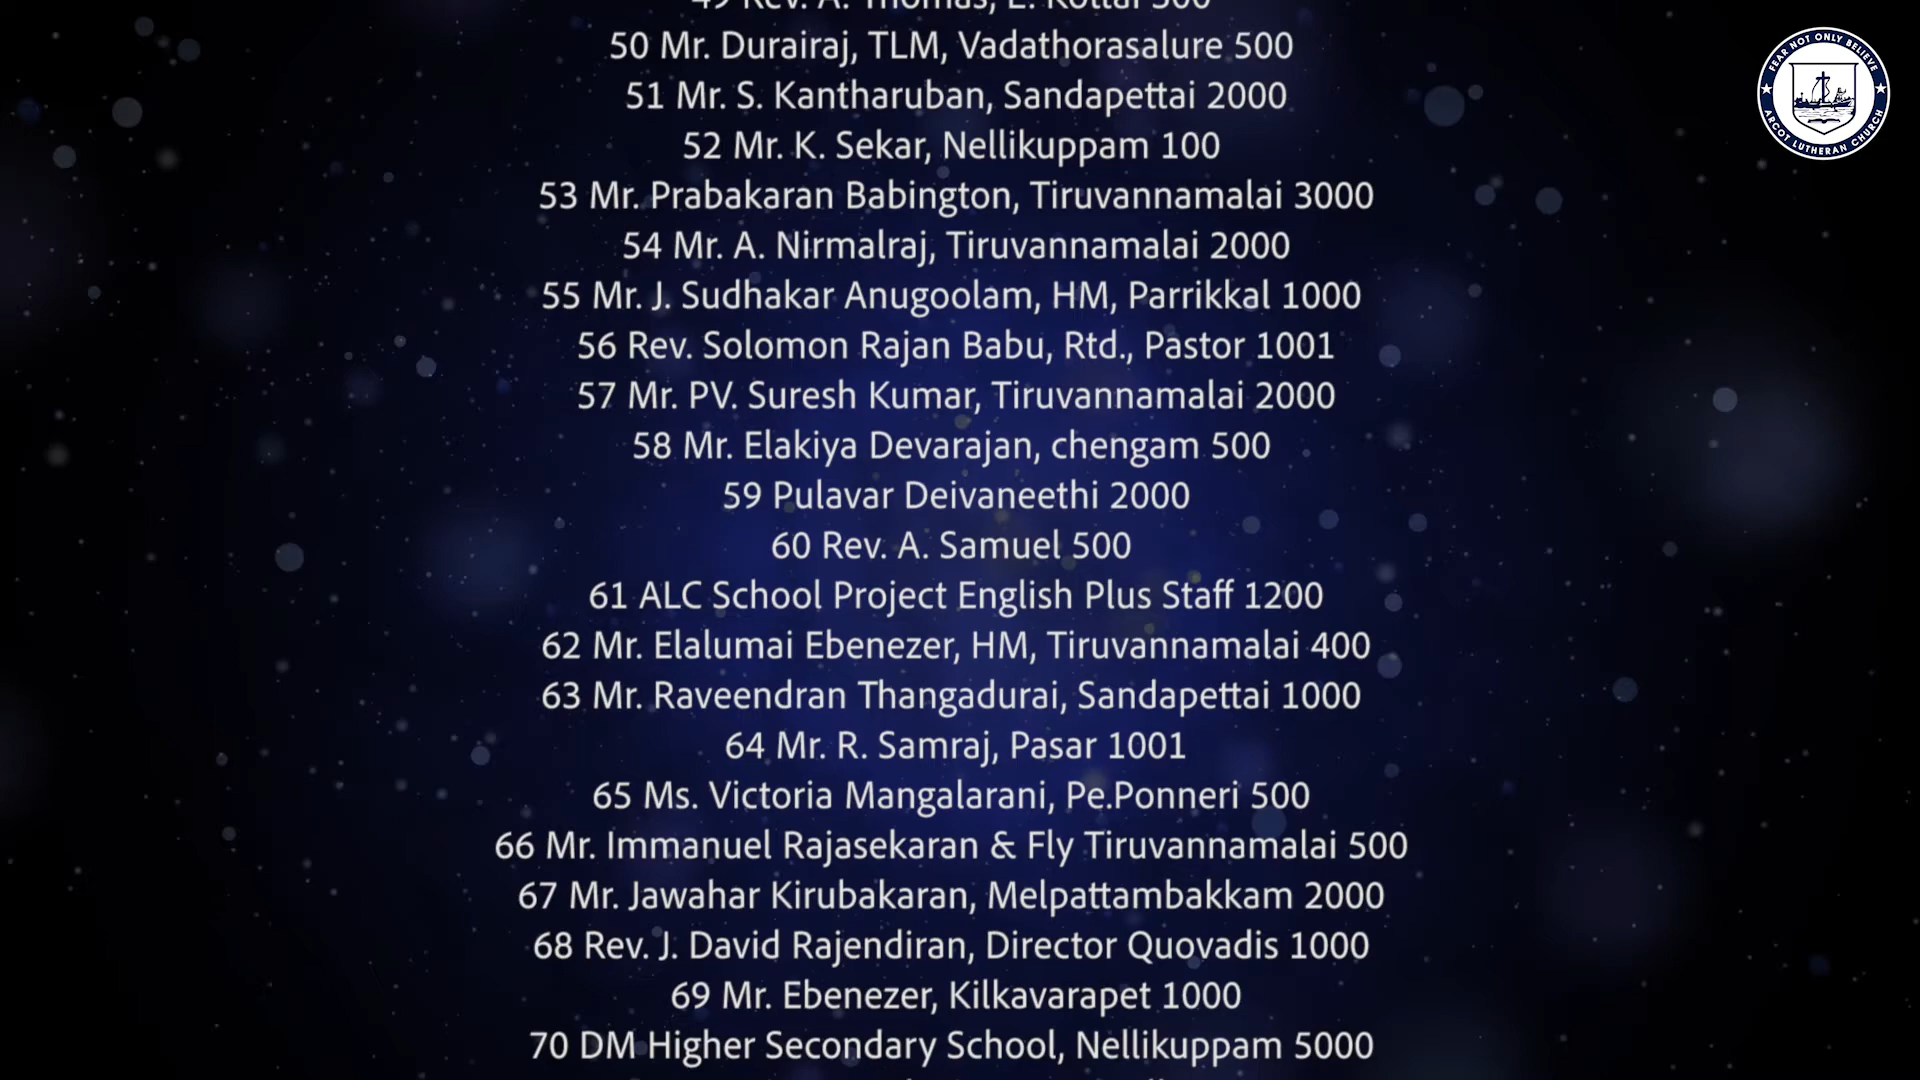 49 Rev. A. Thomas, E. Kottai 500
50 Mr. Durairaj, TLM, Vadathorasalure 500
51 Mr. S. Kantharuban, Sandapettai 2000
52 Mr. K. Sekar, Nellikuppam 100
53 Mr. Prabakaran Babington, Tiruvannamalai 3000
54 Mr. A. Nirmalraj, Tiruvannamalai 2000
55 Mr. J. Sudhakar Anugoolam, HM, Parrikkal 1000
56 Rev. Solomon Rajan Babu, Rtd., Pastor 1001
57 Mr. PV. Suresh Kumar, Tiruvannamalai 2000
58 Mr. Elakiya Devarajan, chengam 500
59 Pulavar Deivaneethi 2000
60 Rev. A. Samuel 500
61 ALC School Project English Plus Staff 1200
62 Mr. Elalumai Ebenezer, HM, Tiruvannamalai 400
63 Mr. Raveendran Thangadurai, Sandapettai 1000
64 Mr. R. Samraj, Pasar 1001
65 Ms. Victoria Mangalarani, Pe.Ponneri 500
66 Mr. Immanuel Rajasekaran & Fly Tiruvannamalai 500
67 Mr. Jawahar Kirubakaran, Melpattambakkam 2000
68 Rev. J. David Rajendiran, Director Quovadis 1000
69 Mr. Ebenezer, Kilkavarapet 1000
70 DM Higher Secondary School, Nellikuppam 5000
FEAR NOT ONLY BELIEVE
ARCOT LUTHERAN CHURCH